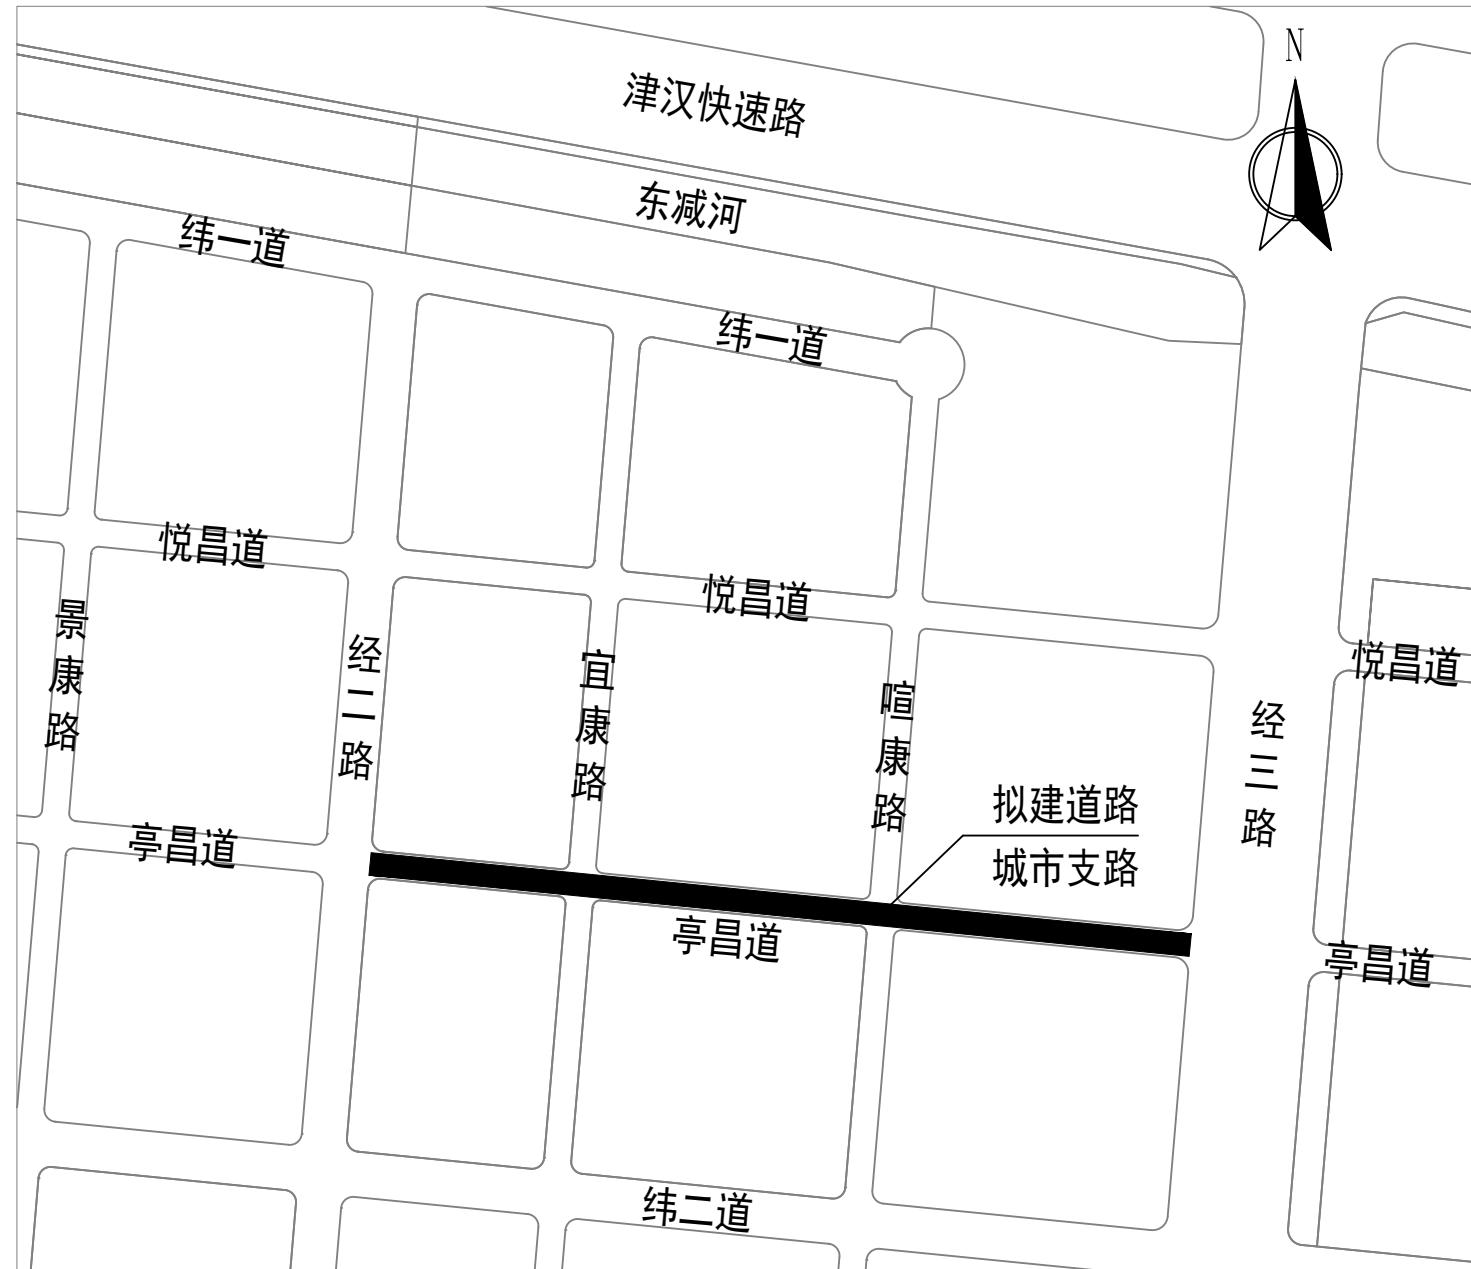 N
津汉快速路
东减河
纬一道
纬一道
悦昌道
悦昌道
悦昌道
景康路
经二路
宜康路
喧康路
经三路
拟建道路
城市支路
亭昌道
亭昌道
亭昌道
纬二道